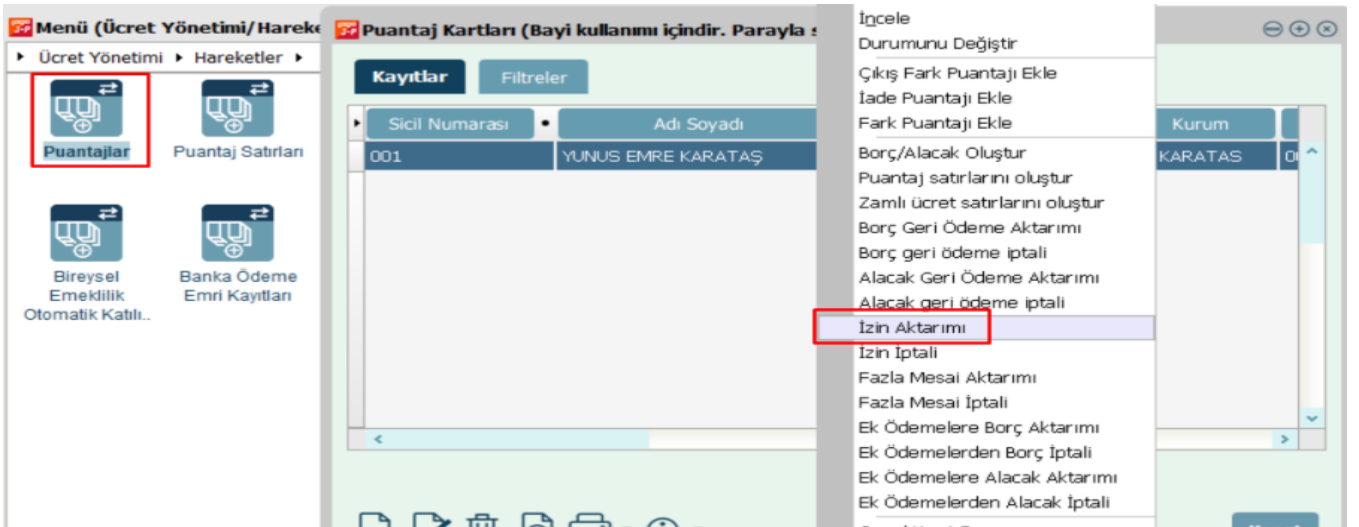 Menü (Ücret Yönetimi/Hareke
Ücret Yönetimi Hareketler
Puantajlar
Puantaj Satırları
Bireysel
Emeklilik
Otomatik Katılı..
Banka Ödeme
Emri Kayıtları
Puantaj Kartları (Bayi kullanımı içindir. Parayla s
Kayıtlar
Filtreler
Sicil Numarası
Adı Soyadı
Kurum
001
YUNUS EMRE KARATAŞ
KARATAS
İncele
Durumunu Değiştir
Çıkış Fark Puantajı Ekle
İade Puantajı Ekle
Fark Puantajı Ekle
Borç/Alacak Oluştur
Puantaj satırlarını oluştur
Zamlı ücret satırlarını oluştur
Borç Geri Ödeme Aktarımı
Borç geri ödeme iptali
Alacak Geri Ödeme Aktarımı
Alacak geri ödeme iptali
İzin Aktarımı
İzin İptali
Fazla Mesai Aktarımı
Fazla Mesai İptali
Ek Ödemelere Borç Aktarımı
Ek Ödemelerden Borç İptali
Ek Ödemelere Alacak Aktarımı
Ek Ödemelerden Alacak İptali